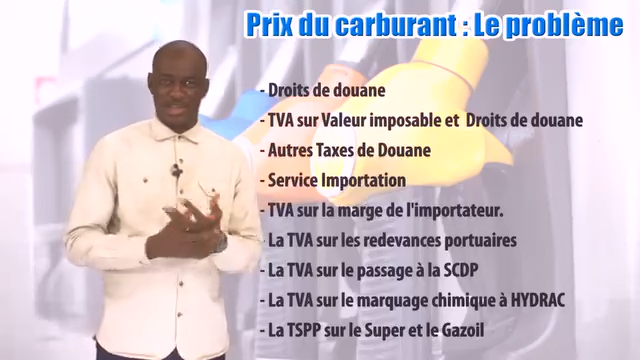 Prix du carburant : Le problème
- Droits de douane
- TVA sur Valeur imposable et Droits de douane
- Autres Taxes de Douane
- Service Importation
- TVA sur la marge de l'importateur.
- La TVA sur les redevances portuaires
- La TVA sur le passage à la SCDP
- La TVA sur le marquage chimique à HYDRAC
- La TSPP sur le Super et le Gazoil